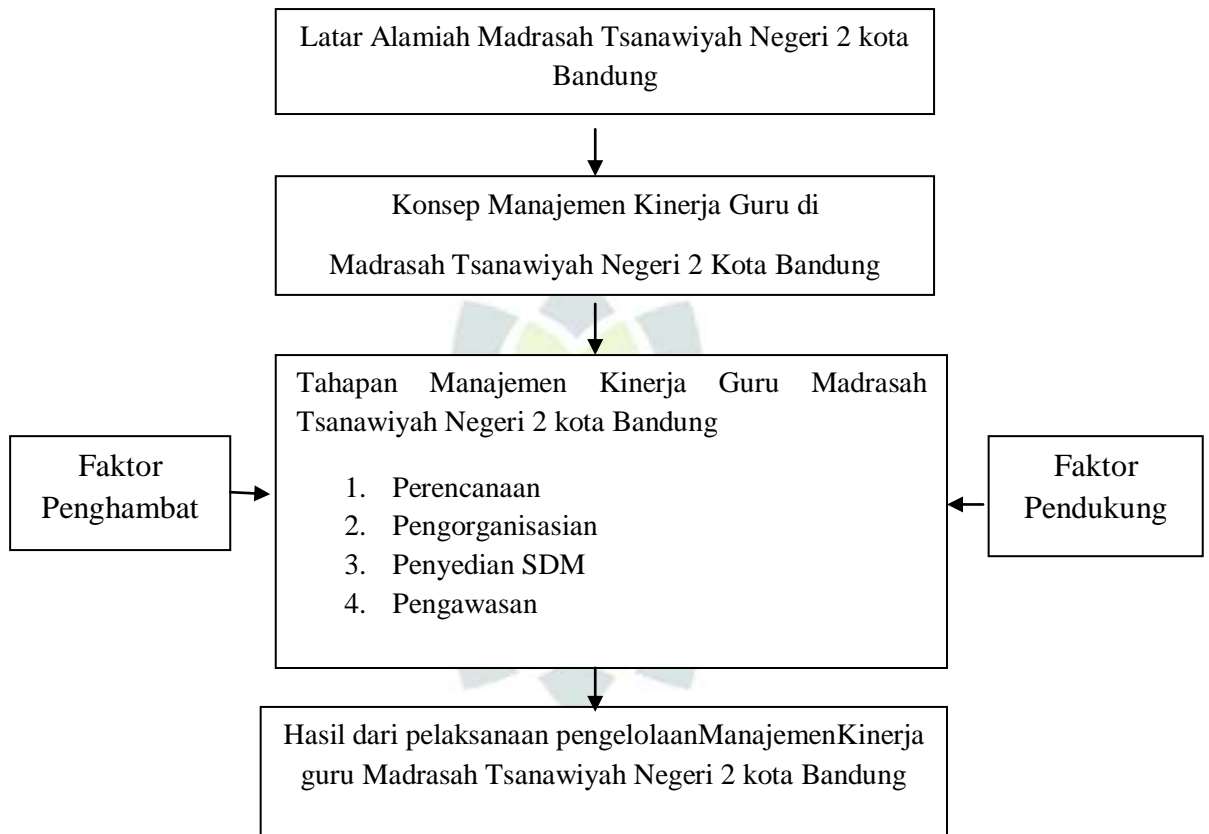 Latar Alamiah Madrasah Tsanawiyah Negeri 2 kota
Bandung
Konsep Manajemen Kinerja Guru di
Madrasah Tsanawiyah Negeri 2 Kota Bandung
Tahapan Manajemen Kinerja Guru Madrasah
Tsanawiyah Negeri 2 kota Bandung
1. Perencanaan
2. Pengorganisasian
3. Penyedian SDM
4. Pengawasan
Faktor
Penghambat
Faktor
Pendukung
Hasil dari pelaksanaan pengelolaanManajemenKinerja
guru Madrasah Tsanawiyah Negeri 2 kota Bandung